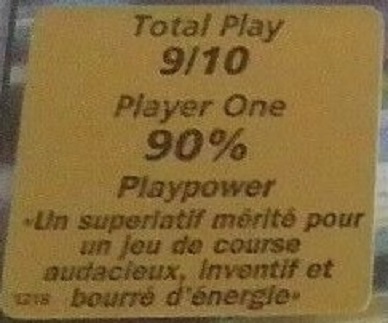 Total Play
9/10
Player One
90%
Playpower
«Un superlatif mérité pour
un jeu de course
audacieux, inventif et
bourré d'énergie»